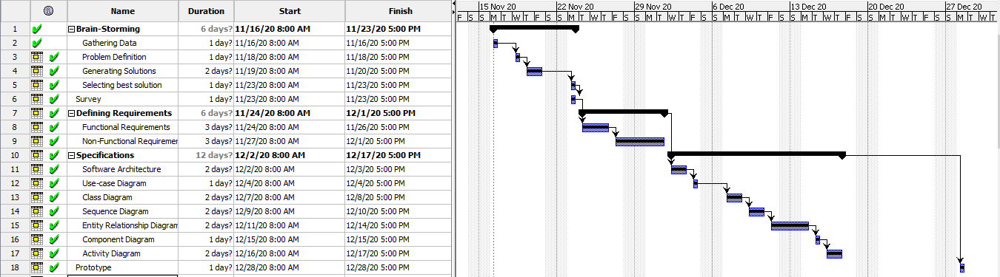 Name Duration Start Finish
15 Nov 20 22 Nov 20 29 Nov 20 6 Dec 20 13 Dec 20 20 Dec 20 27 Dec 20
F S S M T W T F S S M T W T F S S M T W T F S S M T W T F S S M T W T F S S M T W T F S S M T W T
1 Brain-Storming 6 days? 11/16/20 8:00 AM 11/23/20 5:00 PM
2 Gathering Data 1 day? 11/16/20 8:00 AM 11/16/20 5:00 PM
3 Problem Definition 1 day? 11/18/20 8:00 AM 11/18/20 5:00 PM
4 Generating Solutions 2 days? 11/19/20 8:00 AM 11/20/20 5:00 PM
5 Selecting best solution 1 day? 11/23/20 8:00 AM 11/23/20 5:00 PM
6 Survey 1 day? 11/23/20 8:00 AM 11/23/20 5:00 PM
7 Defining Requirements 6 days? 11/24/20 8:00 AM 12/1/20 5:00 PM
8 Functional Requirements 3 days? 11/24/20 8:00 AM 11/26/20 5:00 PM
9 Non-Functional Requiremer 3 days? 11/27/20 8:00 AM 12/1/20 5:00 PM
10 Specifications 12 days? 12/2/20 8:00 AM 12/17/20 5:00 PM
11 Software Architecture 2 days? 12/2/20 8:00 AM 12/3/20 5:00 PM
12 Use-case Diagram 1 day? 12/4/20 8:00 AM 12/4/20 5:00 PM
13 Class Diagram 2 days? 12/7/20 8:00 AM 12/8/20 5:00 PM
14 Sequence Diagram 2 days? 12/9/20 8:00 AM 12/10/20 5:00 PM
15 Entity Relationship Diagram 2 days? 12/11/20 8:00 AM 12/14/20 5:00 PM
16 Component Diagram 1 day? 12/15/20 8:00 AM 12/15/20 5:00 PM
17 Activity Diagram 2 days? 12/16/20 8:00 AM 12/17/20 5:00 PM
18 Prototype 1 day? 12/28/20 8:00 AM 12/28/20 5:00 PM